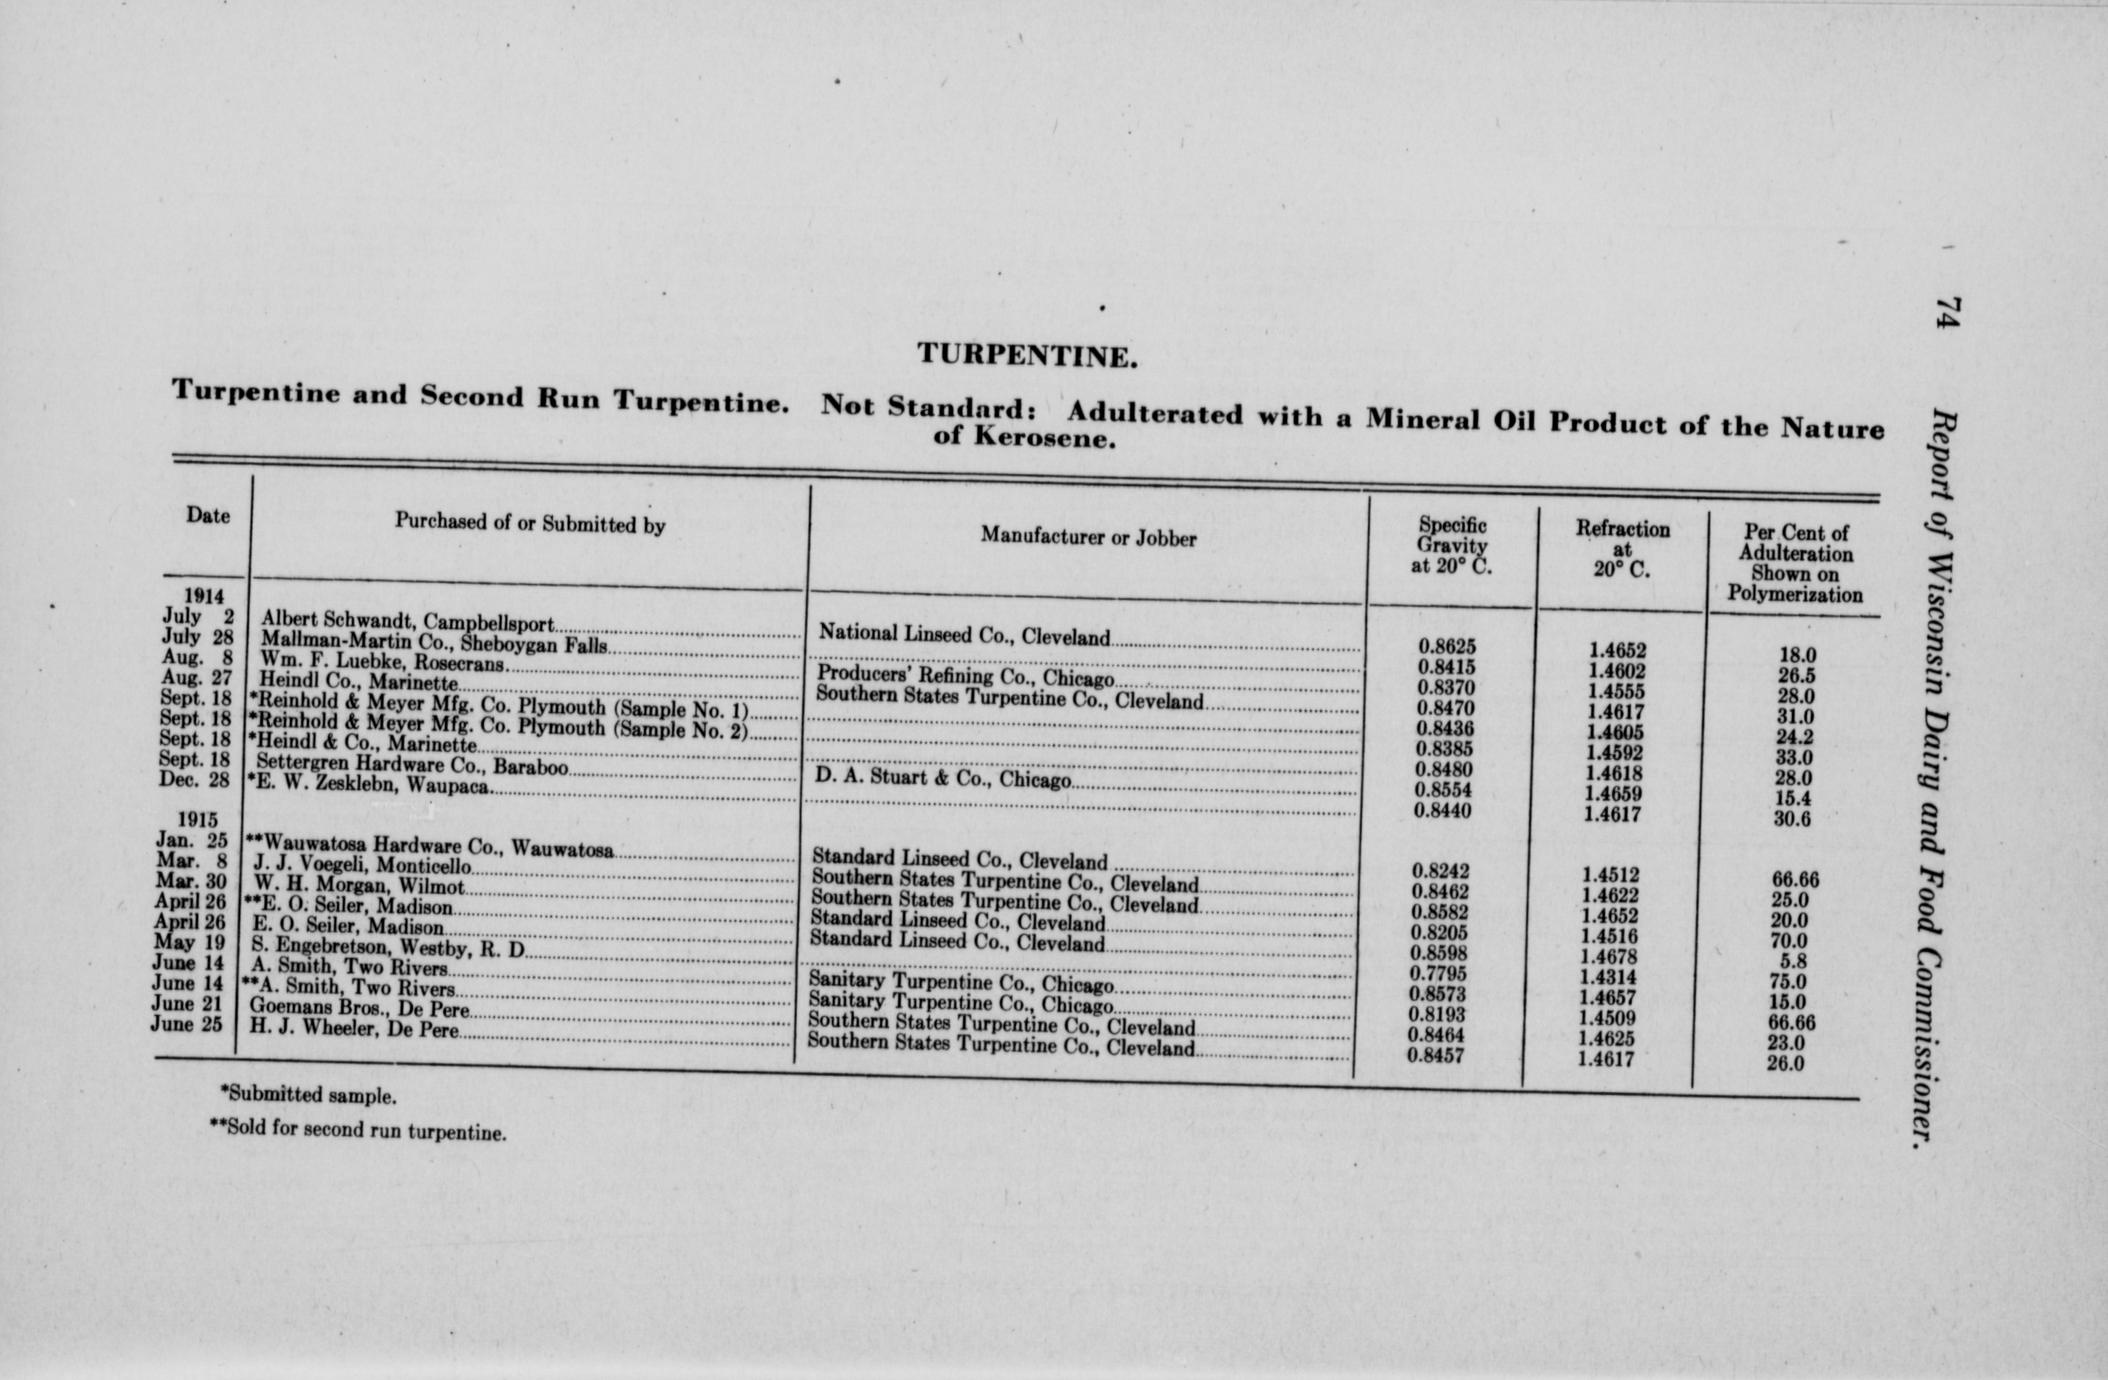 74 Report of Wisconsin Dairy and Food Commissioner.
TURPENTINE.
Turpentine and Second Run Turpentine. Not Standard: Adulterated with a Mineral Oil Product of the Nature
of Kerosene.
Date
Purchased of or Submitted by
Manufacturer or Jobber
Specific
Gravity
at 20° C.
Refraction
at
20° C.
Per Cent of
Adulteration
Shown on
Polymerization
1914
July 2 Albert Schwandt, Campbellsport National Linseed Co., Cleveland 0.8625 1.4652 18.0
July 28 Mallman-Martin Co., Sheboygan Falls 0.8415 1.4602 26.5
Aug. 8 Wm. F. Luebke, Rosecrans Producers' Refining Co., Chicago 0.8370 1.4555 28.0
Aug. 27 Heindl Co., Marinette Southern States Turpentine Co., Cleveland 0.8470 1.4617 31.0
Sept. 18 *Reinhold & Meyer Mfg. Co. Plymouth (Sample No. 1) 0.8436 1.4605 24.2
Sept. 18 *Reinhold & Meyer Mfg. Co. Plymouth (Sample No. 2) 0.8385 1.4592 33.0
Sept. 18 *Heindl & Co., Marinette 0.8480 1.4618 28.0
Sept. 18 Settergren Hardware Co., Baraboo D. A. Stuart & Co., Chicago 0.8554 1.4659 15.4
Dec. 28 *E. W. Zesklebn, Waupaca 0.8440 1.4617 30.6
1915
Jan. 25 **Wauwatosa Hardware Co., Wauwatosa Standard Linseed Co., Cleveland 0.8242 1.4512 66.66
Mar. 8 J. J. Voegeli, Monticello Southern States Turpentine Co., Cleveland 0.8462 1.4622 25.0
Mar. 30 W. H. Morgan, Wilmot Southern States Turpentine Co., Cleveland 0.8582 1.4652 20.0
April 26 **E. O. Seiler, Madison Standard Linseed Co., Cleveland 0.8205 1.4516 70.0
April 26 E. O. Seiler, Madison Standard Linseed Co., Cleveland 0.8598 1.4678 5.8
May 19 S. Engebretson, Westby, R. D 0.7795 1.4314 75.0
June 14 A. Smith, Two Rivers Sanitary Turpentine Co., Chicago 0.8573 1.4657 15.0
June 14 **A. Smith, Two Rivers Sanitary Turpentine Co., Chicago 0.8193 1.4509 66.66
June 21 Goemans Bros., De Pere Southern States Turpentine Co., Cleveland 0.8464 1.4625 23.0
June 25 H. J. Wheeler, De Pere Southern States Turpentine Co., Cleveland 0.8457 1.4617 26.0
*Submitted sample.
**Sold for second run turpentine.